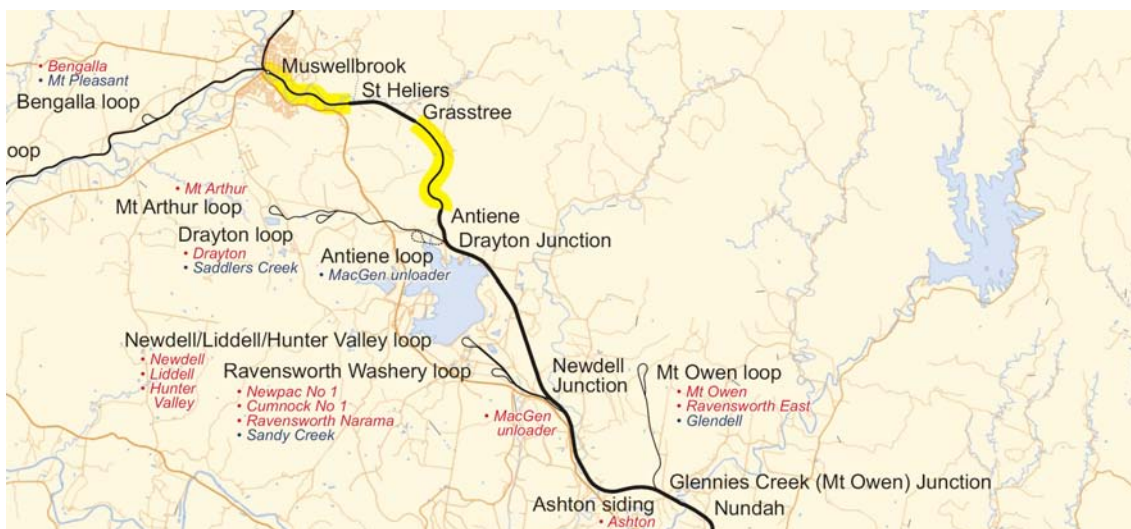 • Bengalla
• Mt Pleasant
Bengalla loop
oop
Muswellbrook
St Heliers
Grasstree
• Mt Arthur
Mt Arthur loop
Drayton loop
• Drayton
• Saddlers Creek
Antiene loop
• MacGen unloader
Antiene
Drayton Junction
Newdell/Liddell/Hunter Valley loop
• Newdell
• Liddell
• Hunter
Valley
Ravensworth Washery loop
• Newpac No 1
• Cumnock No 1
• Ravensworth Narama
• Sandy Creek
Newdell
Junction
• MacGen
unloader
Mt Owen loop
• Mt Owen
• Ravensworth East
• Glendell
Glennies Creek (Mt Owen) Junction
Ashton siding
• Ashton
Nundah